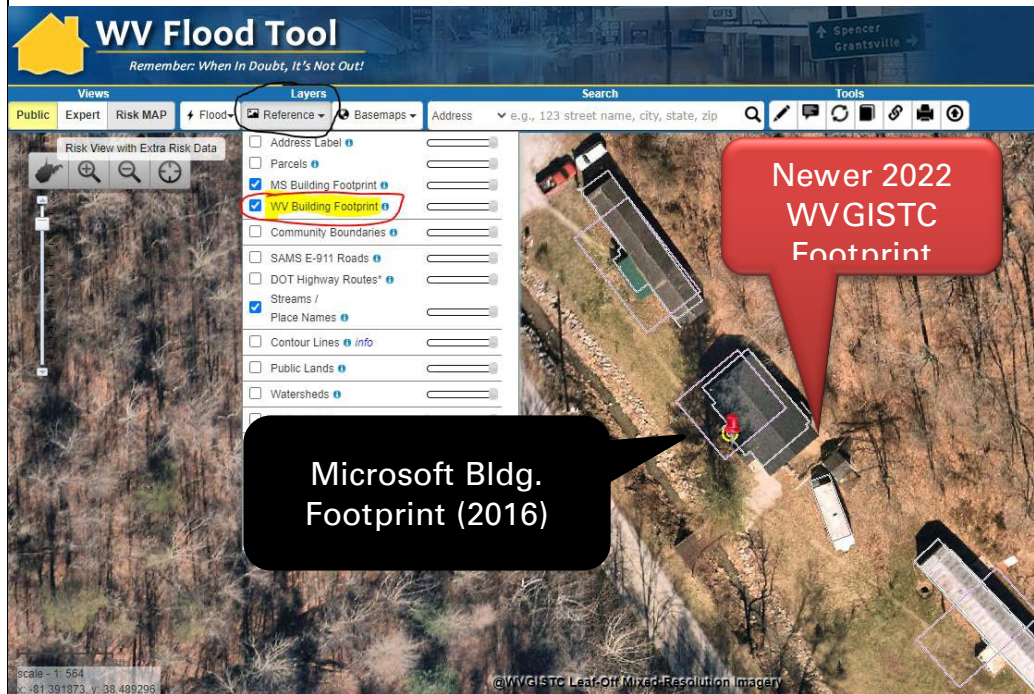 WV Flood Tool
Remember: When In Doubt, It's Not Out!
GIFTS
Spencer
Grantsville
Views
Layers
Search
Tools
Public Expert Risk MAP Flood Reference Basemaps Address e.g., 123 street name, city, state, zip
Risk View with Extra Risk Data
Address Label
Parcels
MS Building Footprint
WV Building Footprint
Community Boundaries
SAMS E-911 Roads
DOT Highway Routes*
Streams /
Place Names
Contour Lines info
Public Lands
Watersheds
Newer 2022
WVGISTC
Footprint
Microsoft Bldg.
Footprint (2016)
scale - 1: 564
x: -81.391873, y: 38.489296
@WVGISTC Leaf-Off Mixed-Resolution Imagery